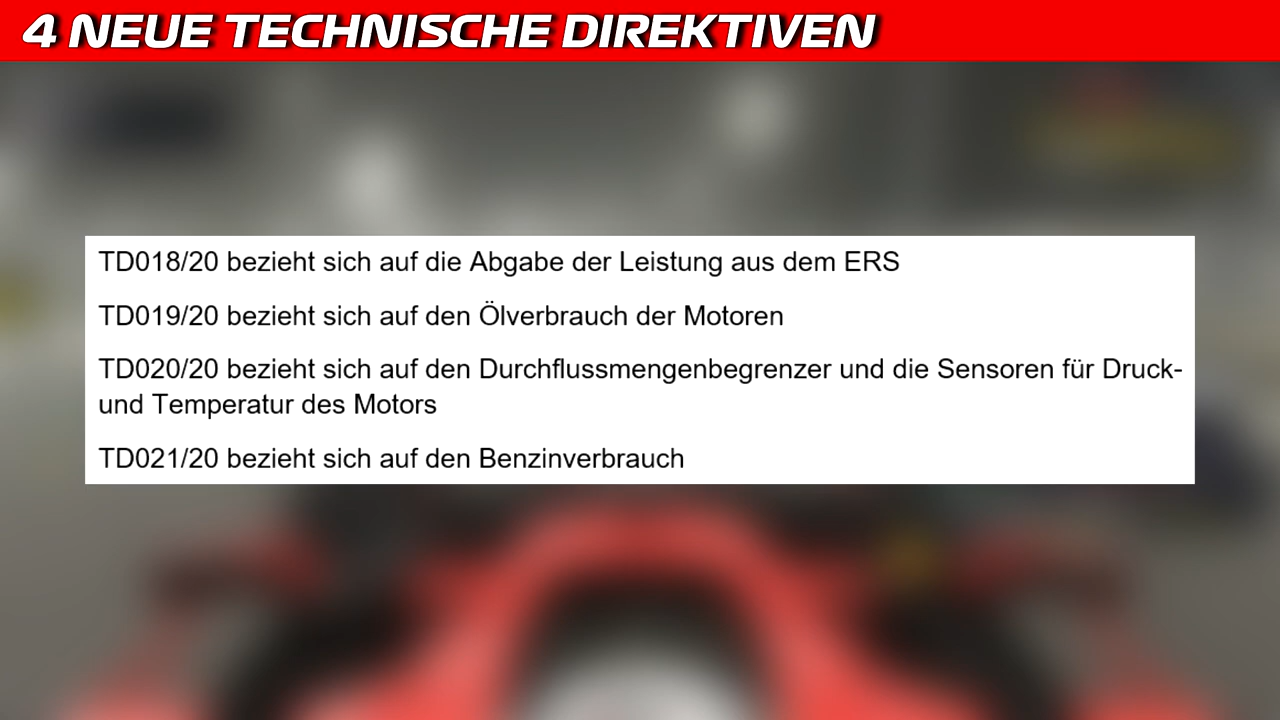 4 NEUE TECHNISCHE DIREKTIVEN
TD018/20 bezieht sich auf die Abgabe der Leistung aus dem ERS
TD019/20 bezieht sich auf den Ölverbrauch der Motoren
TD020/20 bezieht sich auf den Durchflussmengenbegrenzer und die Sensoren für Druck-
und Temperatur des Motors
TD021/20 bezieht sich auf den Benzinverbrauch